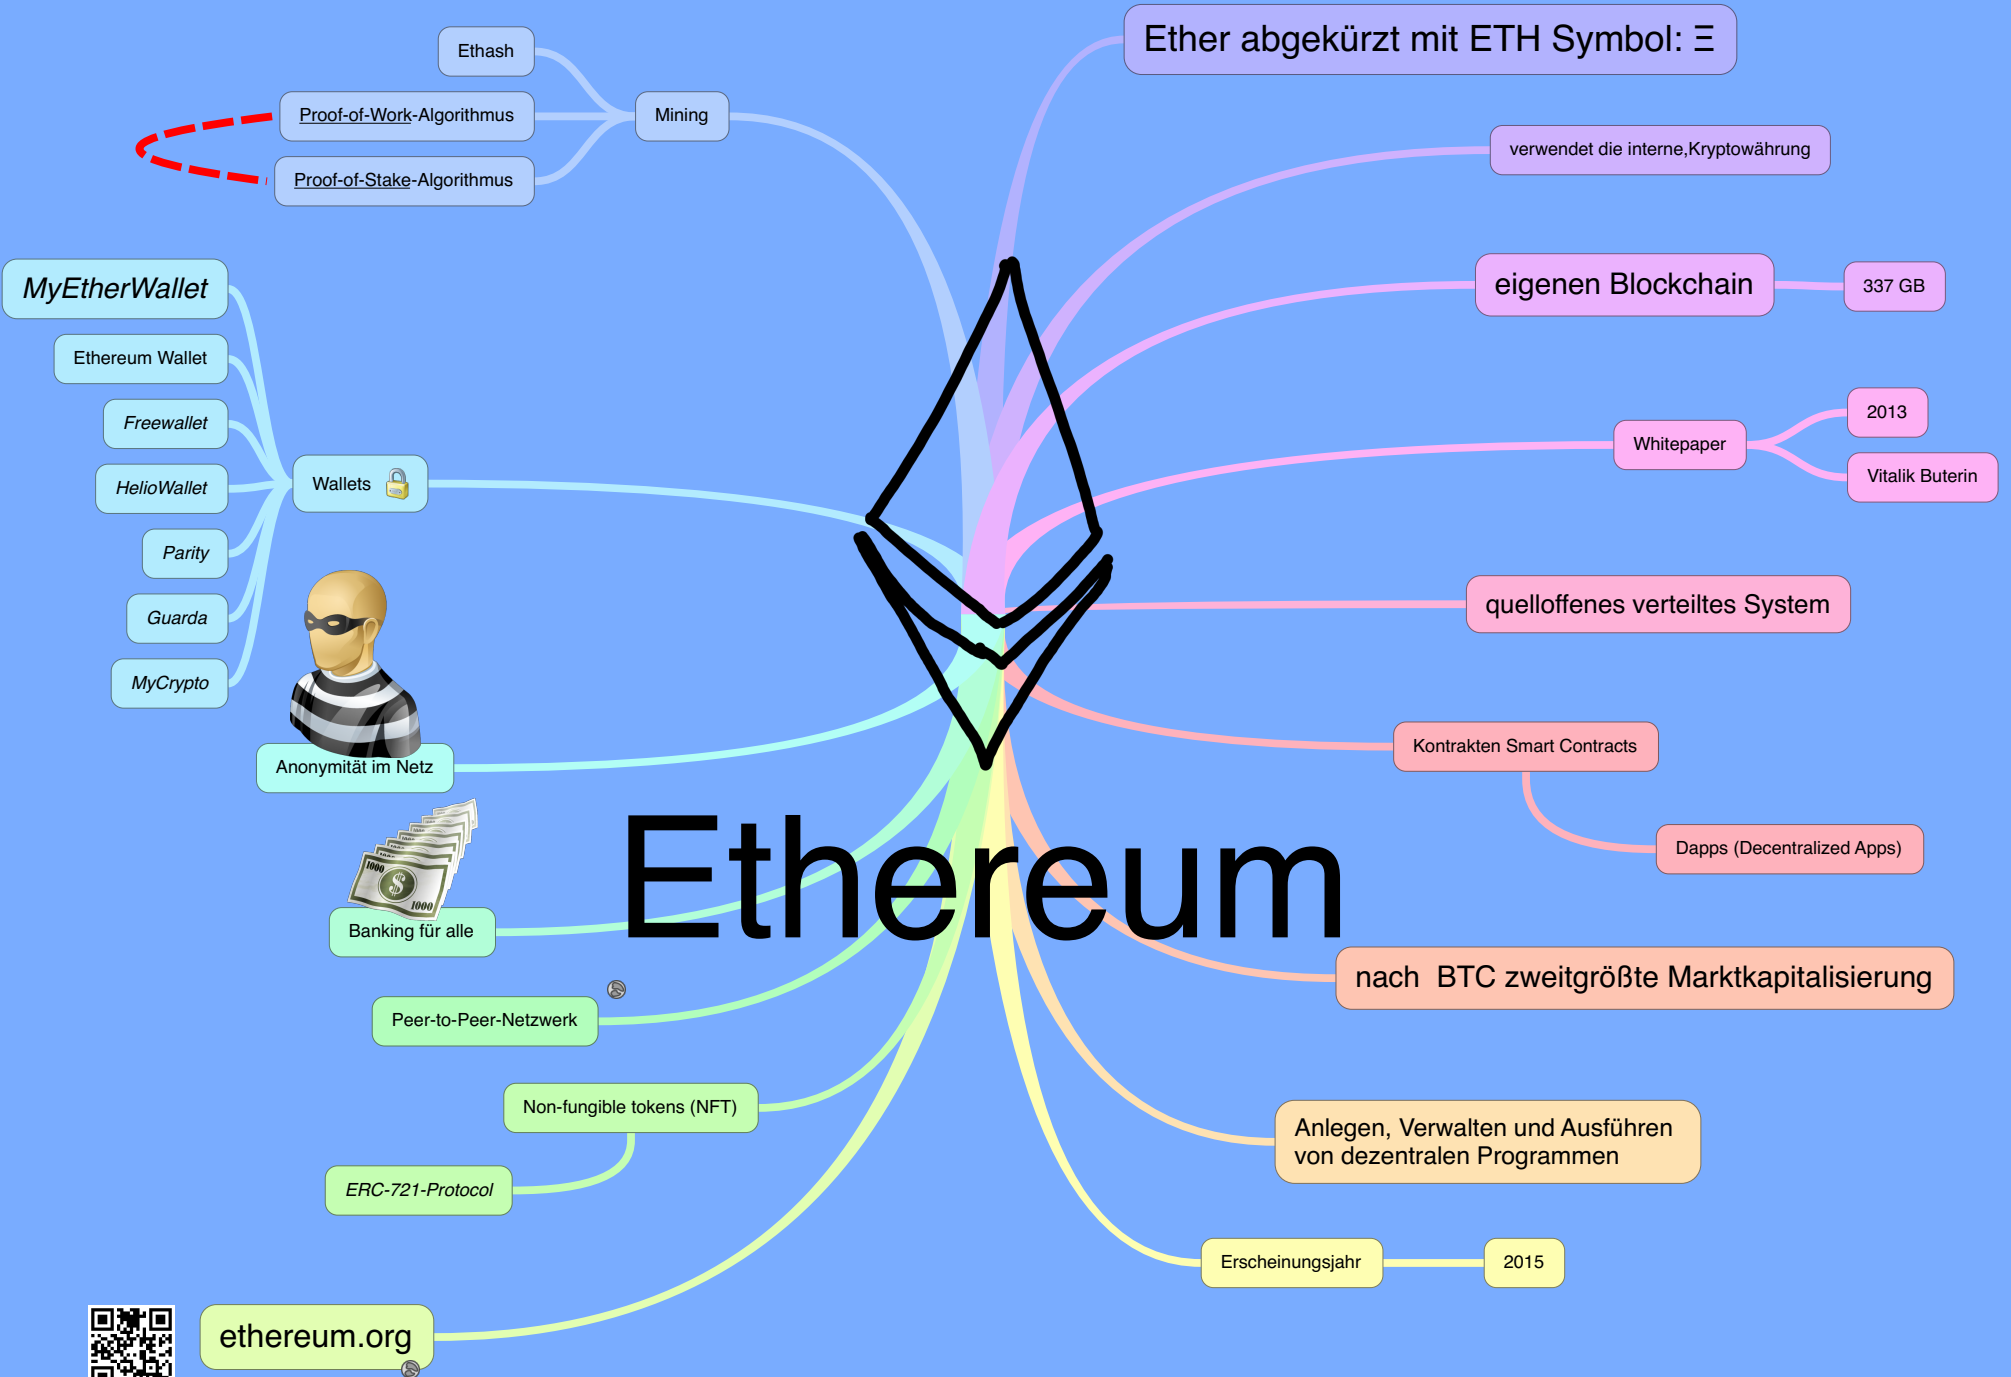 Ether abgekürzt mit ETH Symbol: Ξ
Ethash
Proof-of-Work-Algorithmus
Mining
Proof-of-Stake-Algorithmus
verwendet die interne,Kryptowährung
eigenen Blockchain
337 GB
MyEtherWallet
Ethereum Wallet
Freewallet
HelioWallet
Parity
Guarda
MyCrypto
Wallets
Whitepaper
2013
Vitalik Buterin
quelloffenes verteiltes System
Anonymität im Netz
Kontrakten Smart Contracts
Dapps (Decentralized Apps)
1000
$
1000
Banking für alle
Ethereum
nach  BTC zweitgrößte Marktkapitalisierung
Peer-to-Peer-Netzwerk
Non-fungible tokens (NFT)
ERC-721-Protocol
Anlegen, Verwalten und Ausführen
von dezentralen Programmen
Erscheinungsjahr
2015
ethereum.org